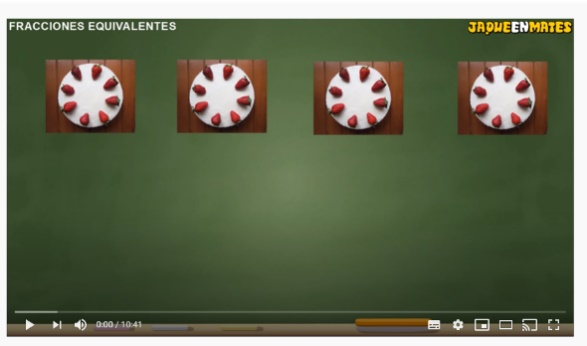 FRACCIONES EQUIVALENTES
JAQUEENMATES
0:00 / 10:41